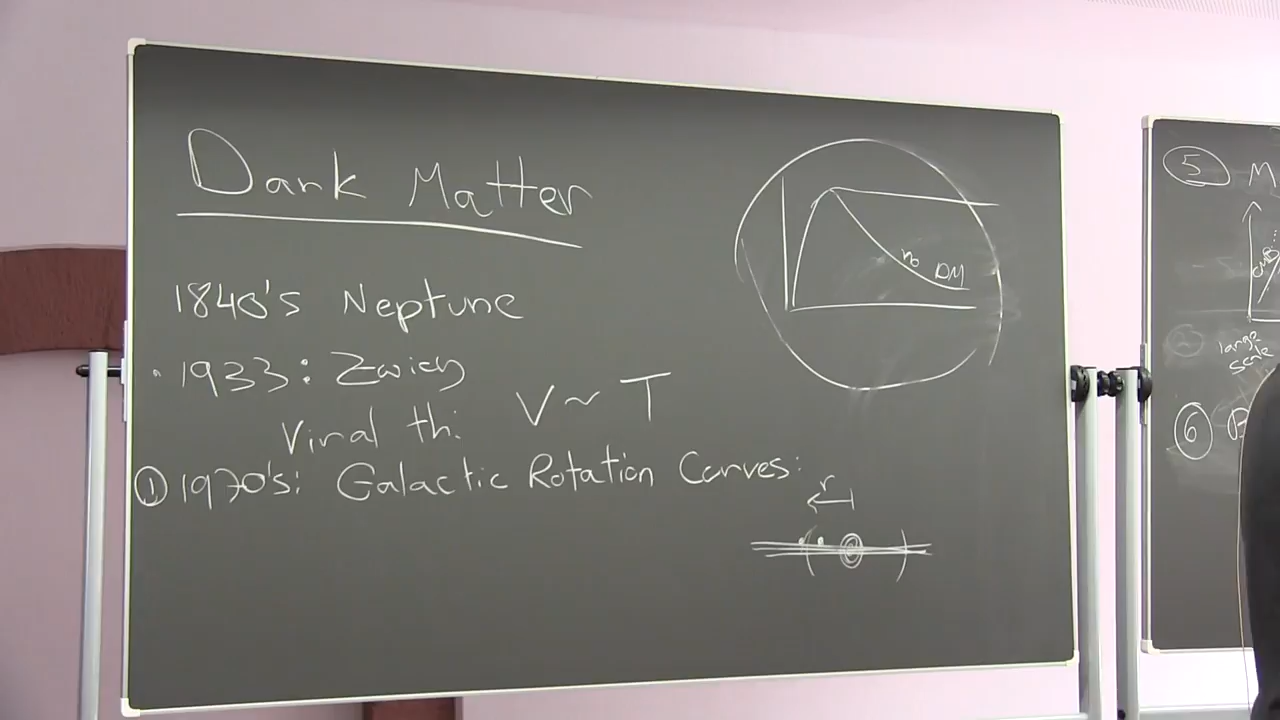 Dark Matter
1840's Neptune
1933: Zwicy
Viral th: V ~ T
① 1970's: Galactic Rotation Curves:
r
no DM
⑤ M
CMB:
large
scale
⑥